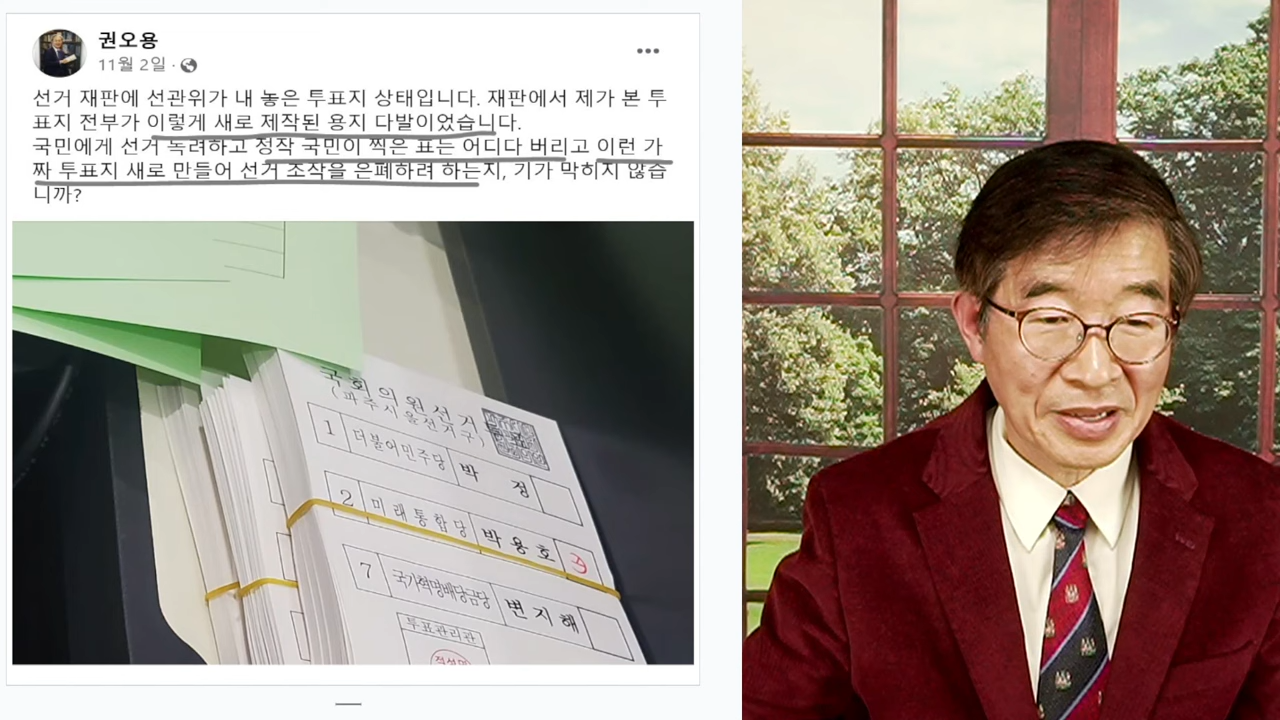 권오용
11월 2일
선거 재판에 선관위가 내 놓은 투표지 상태입니다. 재판에서 제가 본 투
표지 전부가 이렇게 새로 제작된 용지 다발이었습니다.
국민에게 선거 독려하고 정작 국민이 찍은 표는 어디다 버리고 이런 가
짜 투표지 새로 만들어 선거 조작을 은폐하려 하는지, 기가 막히지 않습
니까?
국회의원선거
(파주시을선거구)
1 더불어민주당 박 정
2 미래통합당 박용호
7 국가혁명배당금당 변지해
투표관리관